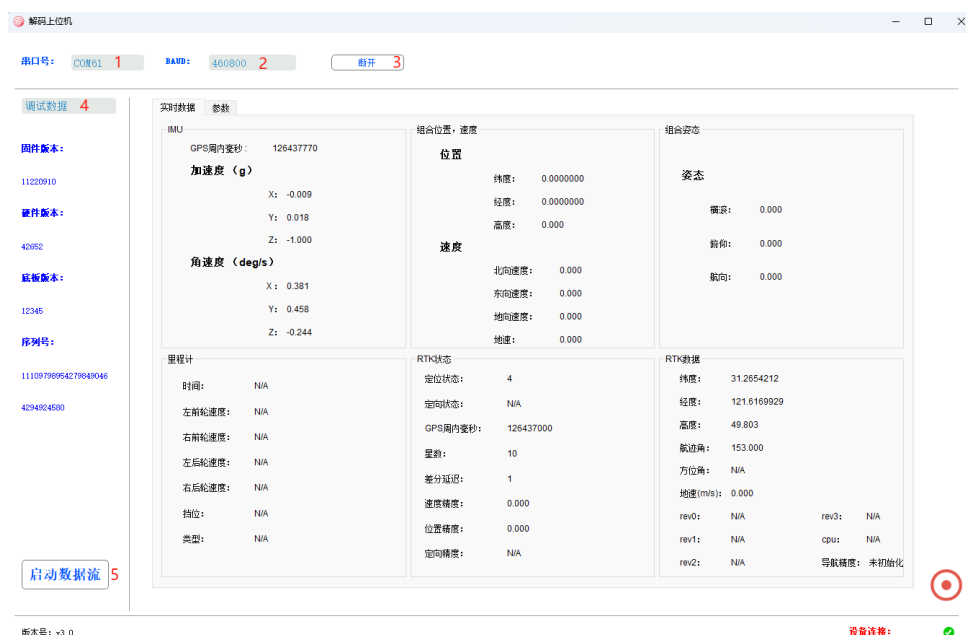 解码上位机
串口号： COM61 1 BAUD： 460800 2 断开 3
调试数据 4
固件版本：
11220910
硬件版本：
42652
底板版本：
12345
序列号：
11109798954279849046
4294924580
启动数据流 5
实时数据 参数
IMU
GPS周内毫秒： 126437770
加速度（g）
X： -0.009
Y： 0.018
Z： -1.000
角速度（deg/s）
X： 0.381
Y： 0.458
Z： -0.244
组合位置，速度
位置
纬度： 0.0000000
经度： 0.0000000
高度： 0.000
速度
北向速度： 0.000
东向速度： 0.000
地向速度： 0.000
地速： 0.000
组合姿态
姿态
横滚： 0.000
俯仰： 0.000
航向： 0.000
里程计
时间： N/A
左前轮速度： N/A
右前轮速度： N/A
左后轮速度： N/A
右后轮速度： N/A
挡位： N/A
类型： N/A
RTK状态
定位状态： 4
定向状态： N/A
GPS周内毫秒： 126437000
星数： 10
差分延迟： 1
速度精度： 0.000
位置精度： 0.000
定向精度： N/A
RTK数据
纬度： 31.2654212
经度： 121.6169929
高度： 49.803
航迹角： 153.000
方位角： N/A
地速(m/s)： 0.000
rev0： N/A rev3： N/A
rev1： N/A cpu： N/A
rev2： N/A 导航精度： 未初始化
版本号：v3.0 设备连接：